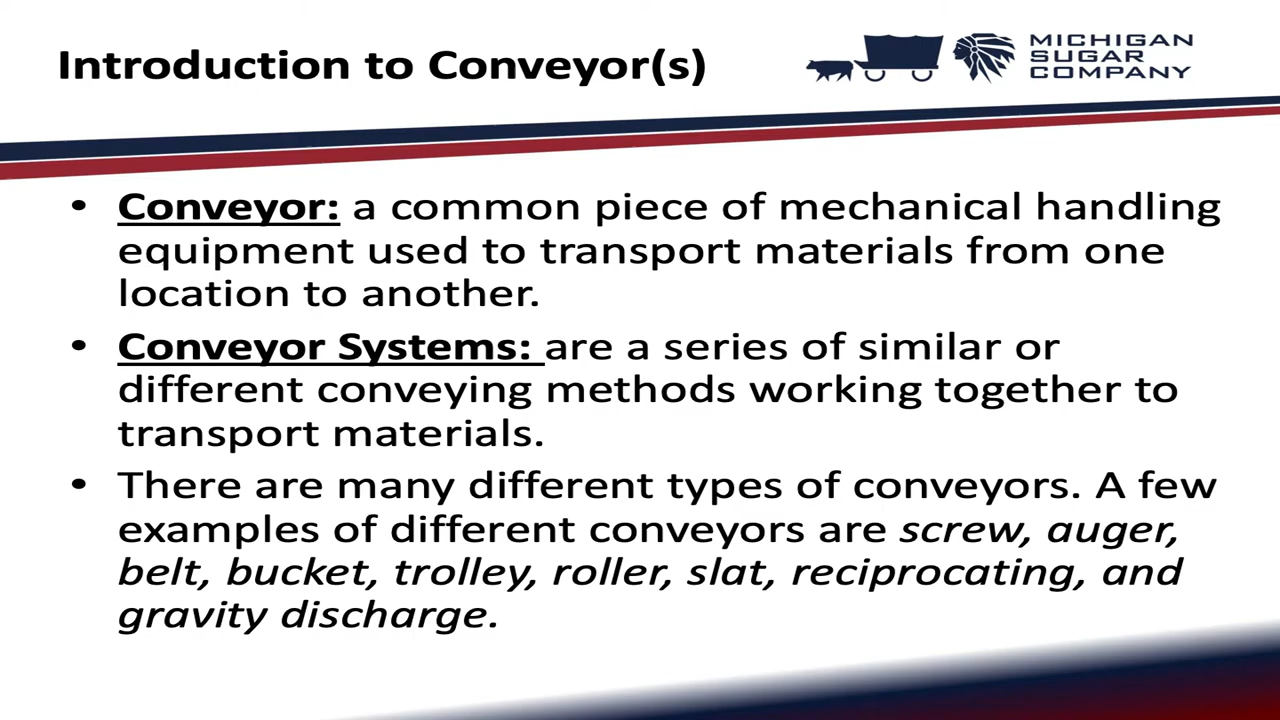 Introduction to Conveyor(s)
MICHIGAN
SUGAR
COMPANY
• Conveyor: a common piece of mechanical handling
equipment used to transport materials from one
location to another.
• Conveyor Systems: are a series of similar or
different conveying methods working together to
transport materials.
• There are many different types of conveyors. A few
examples of different conveyors are screw, auger,
belt, bucket, trolley, roller, slat, reciprocating, and
gravity discharge.